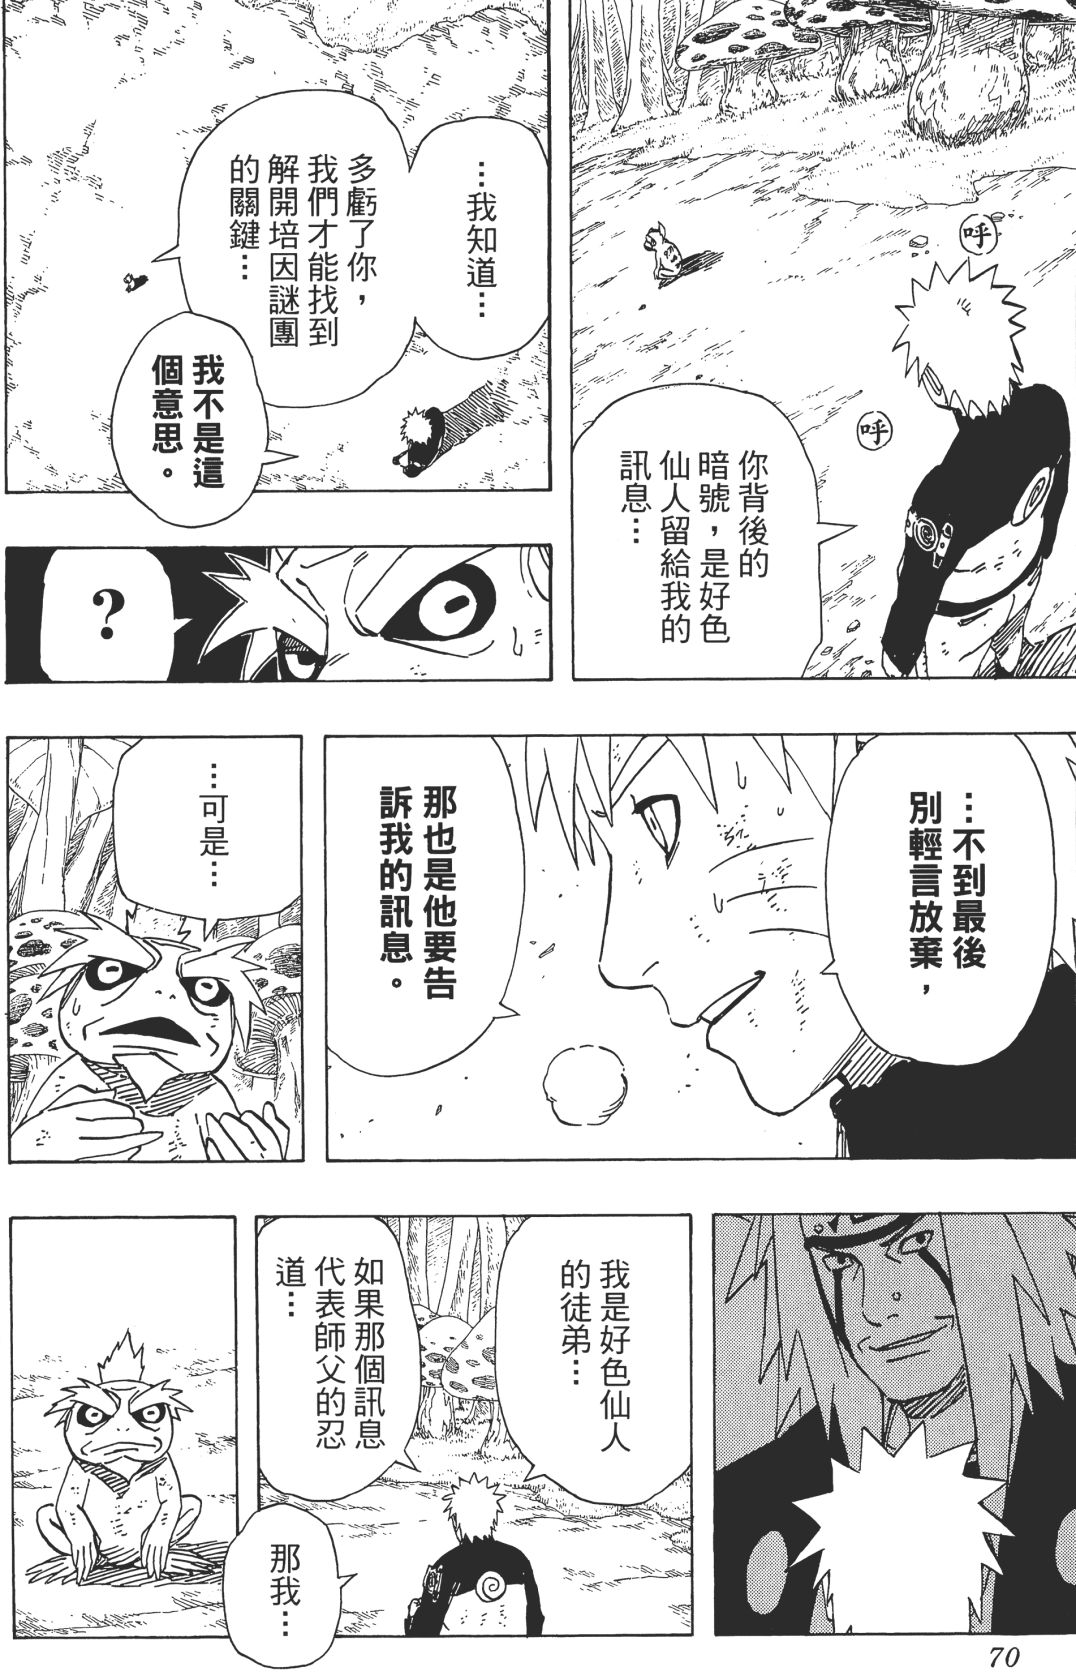 呼
呼
你背後的
暗號，是好色
仙人留給我的
訊息…
…我知道…
多虧了你，
我們才能找到
解開培因謎團
的關鍵…
我不是這
個意思。
？
…不到最後
別輕言放棄，
那也是他要告
訴我的訊息。
…可是…
我是好色仙人
的徒弟…
如果那個訊息
代表師父的忍
道…
那我…
70